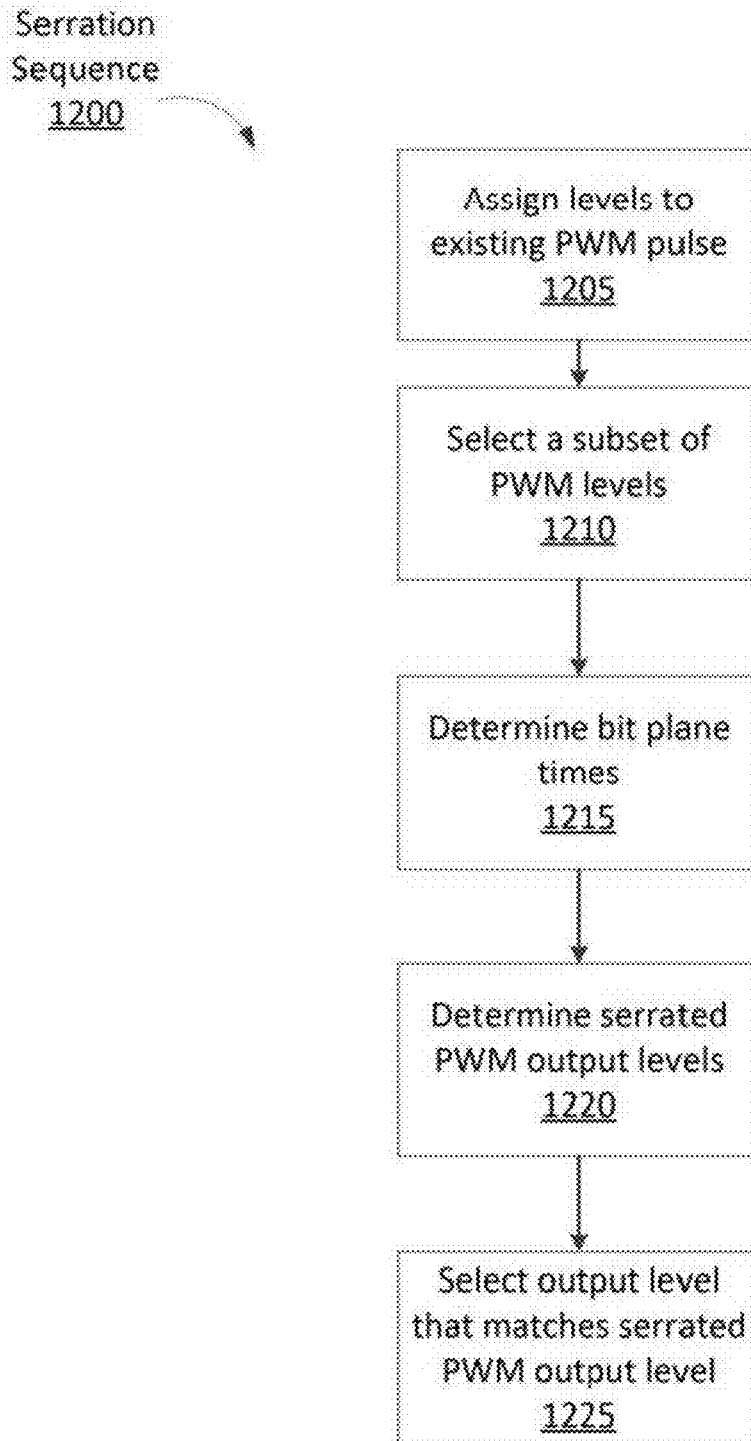 Serration
Sequence
1200
Assign levels to
existing PWM pulse
1205
Select a subset of
PWM levels
1210
Determine bit plane
times
1215
Determine serrated
PWM output levels
1220
Select output level
that matches serrated
PWM output level
1225